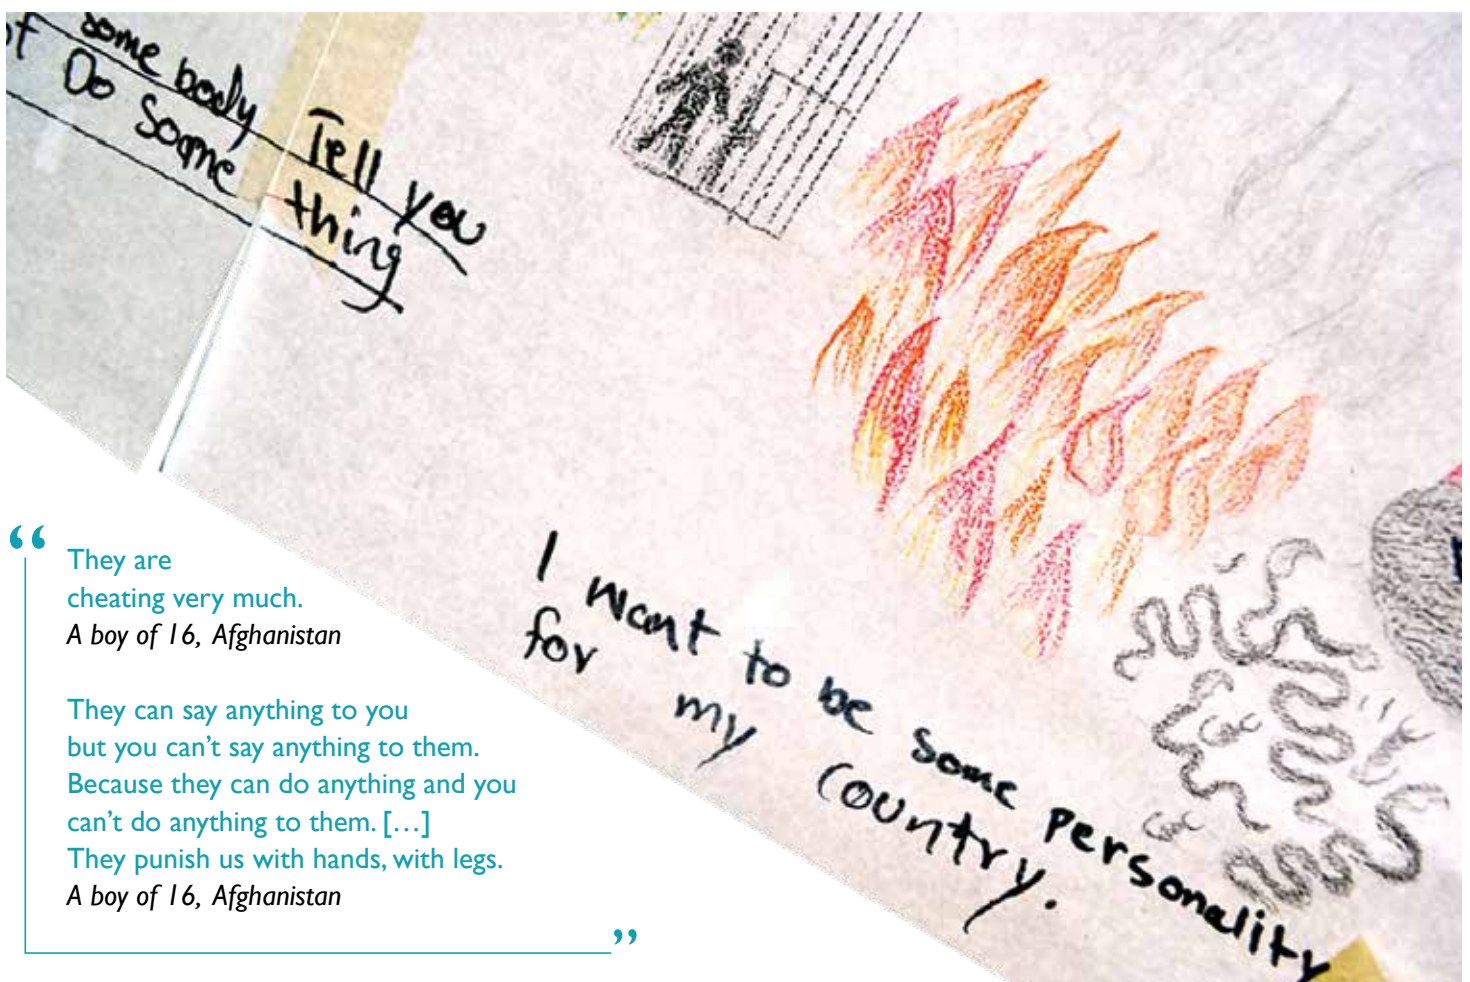 some body Tell you
of Do some thing
I want to be some personality
for my country.
“
They are
cheating very much.
A boy of 16, Afghanistan
They can say anything to you
but you can’t say anything to them.
Because they can do anything and you
can’t do anything to them. […]
They punish us with hands, with legs.
A boy of 16, Afghanistan
”